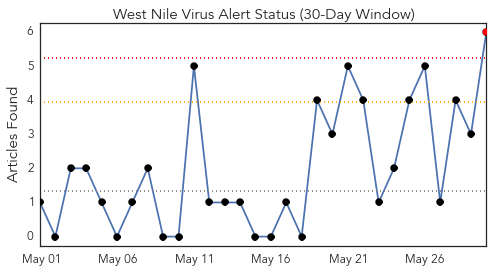 West Nile Virus Alert Status (30-Day Window)
Articles Found
6
5
4
3
2
1
0
May 01
May 06
May 11
May 16
May 21
May 26